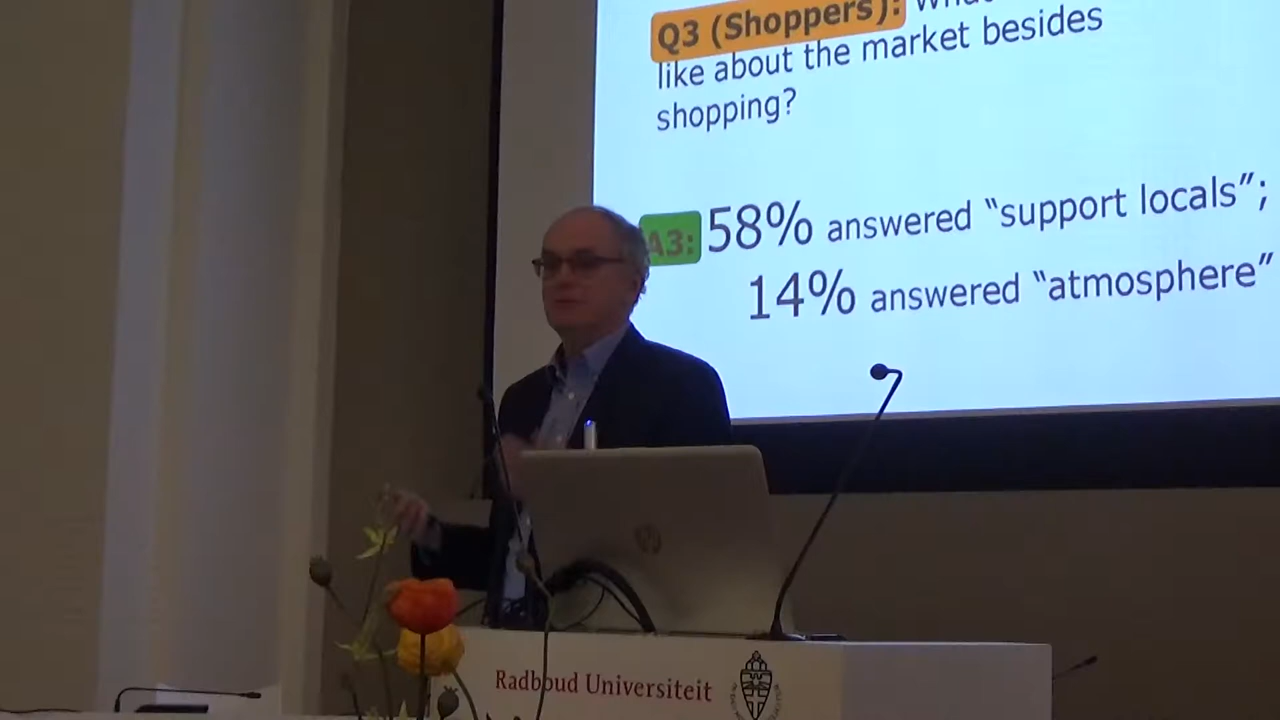 Q3 (Shoppers):
like about the market besides
shopping?
A3: 58% answered “support locals”;
14% answered “atmosphere”
Radboud Universiteit